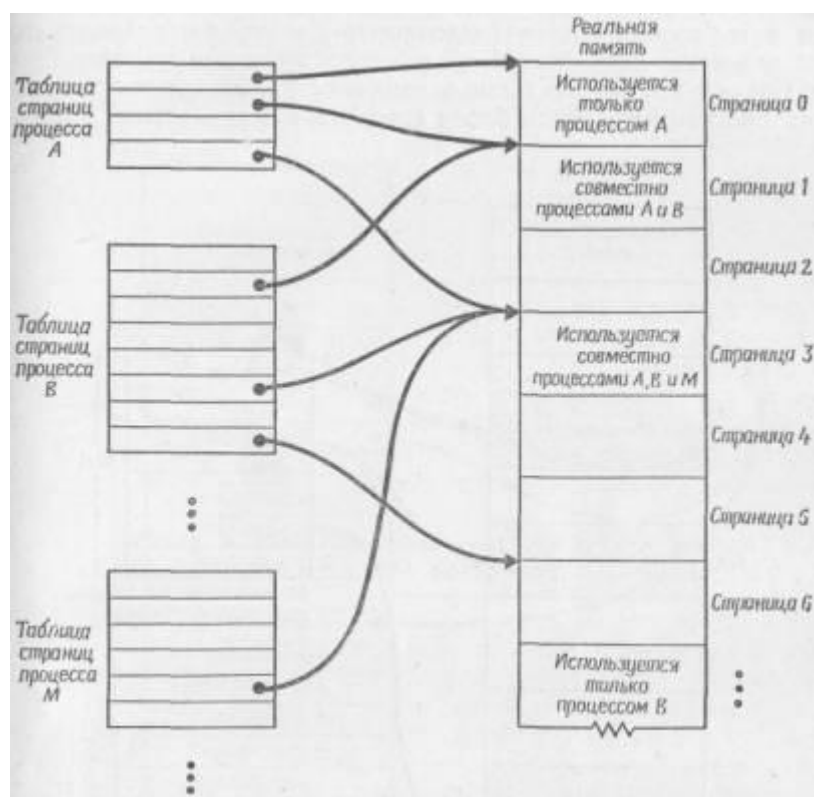 Реальная
память
Таблица
страниц
процесса
А
Используется
только
процессом А
Страница 0
Используется
совместно
процессами А и В
Страница 1
Страница 2
Таблица
страниц
процесса
В
Используется
совместно
процессами А, В и М
Страница 3
Страница 4
Страница 5
Страница 6
Таблица
страниц
процесса
М
Используется
только
процессом В